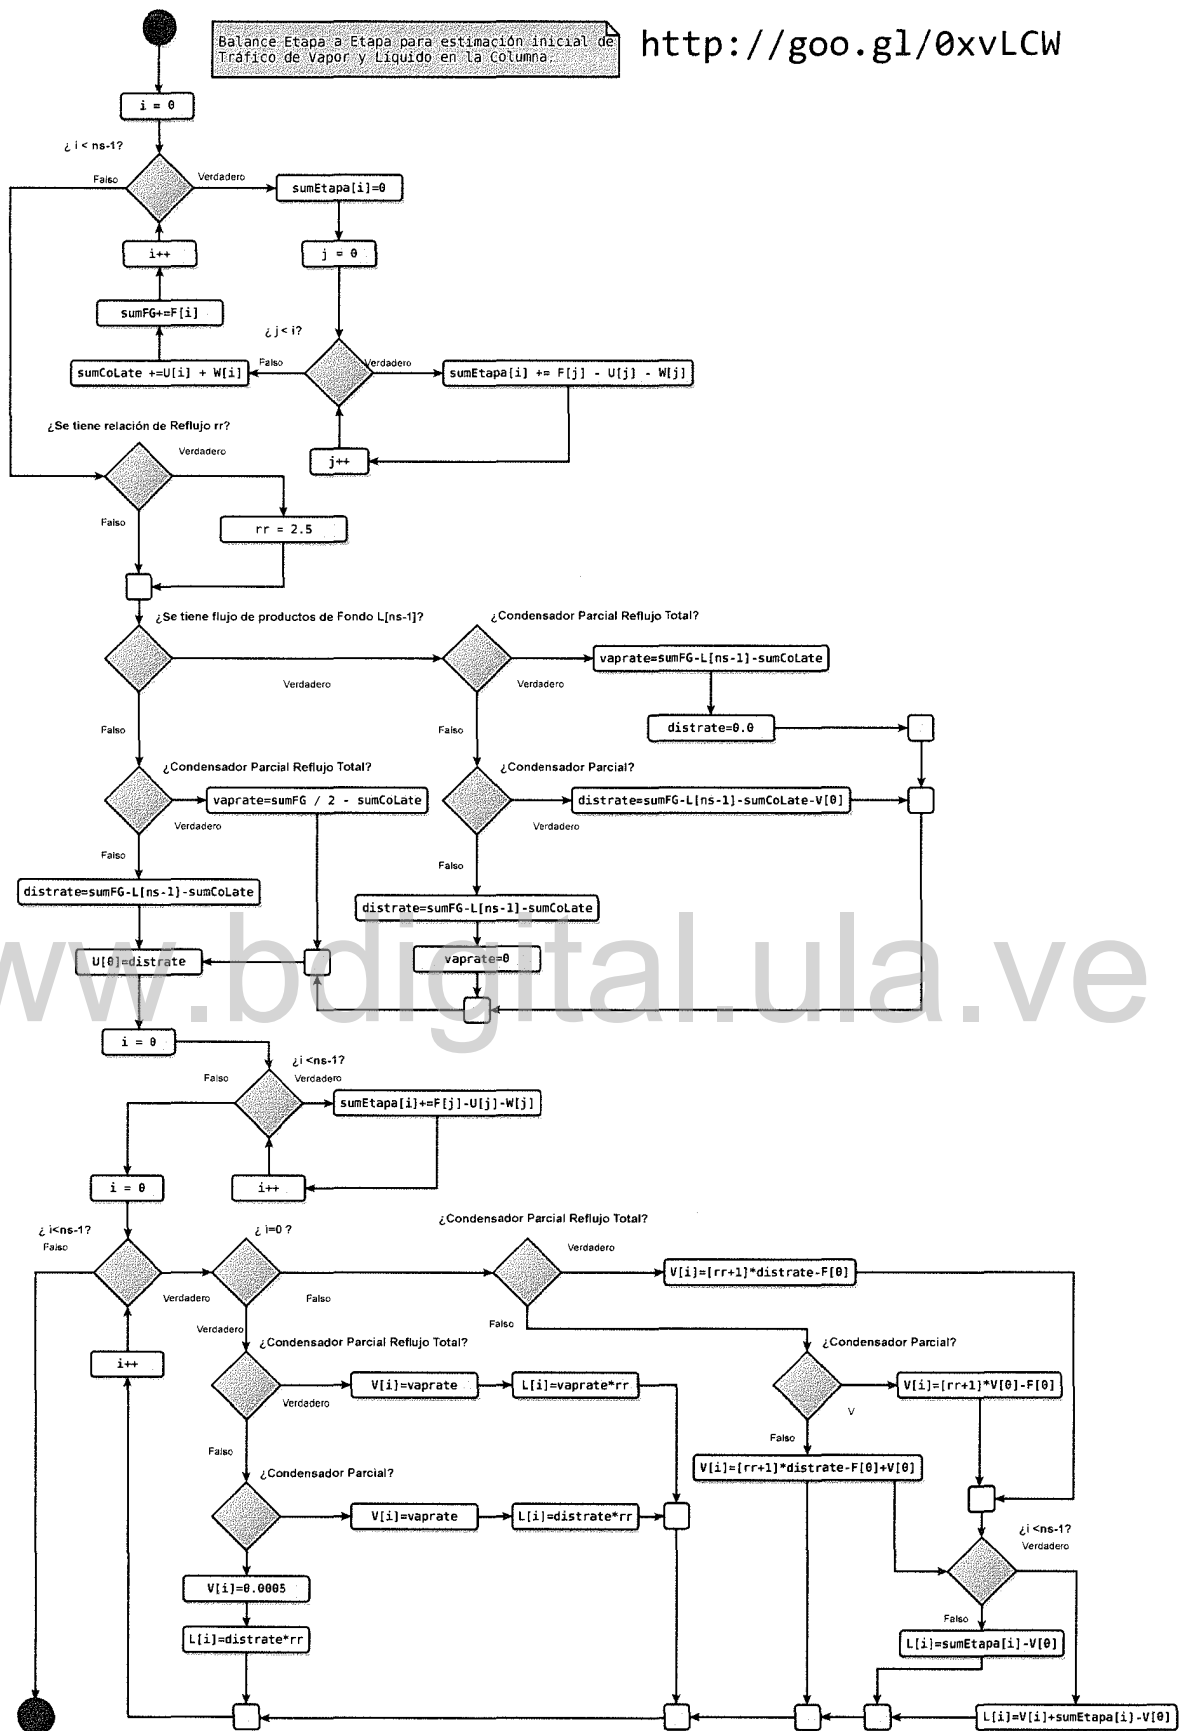 Balance Etapa a Etapa para estimación inicial de
Tráfico de Vapor y Líquido en la Columna.
http://goo.gl/0xvLCW
i = 0
¿ i < ns-1?
Falso
Verdadero
sumEtapa[i]=0
i++
j = 0
sumFG+=F[i]
¿ j < i?
Falso
Verdadero
sumCoLate +=U[i] + W[i]
sumEtapa[i] += F[j] - U[j] - W[j]
¿Se tiene relación de Reflujo rr?
Verdadero
j++
Falso
rr = 2.5
¿Se tiene flujo de productos de Fondo L[ns-1]?
¿Condensador Parcial Reflujo Total?
vaprate=sumFG-L[ns-1]-sumCoLate
Verdadero
Verdadero
Falso
Falso
distrate=0.0
¿Condensador Parcial Reflujo Total?
¿Condensador Parcial?
vaprate=sumFG / 2 - sumCoLate
distrate=sumFG-L[ns-1]-sumCoLate-V[0]
Verdadero
Verdadero
Falso
Falso
distrate=sumFG-L[ns-1]-sumCoLate
distrate=sumFG-L[ns-1]-sumCoLate
U[0]=distrate
vaprate=0
www.bdigital.ula.ve
i = 0
¿i <ns-1?
Falso
Verdadero
sumEtapa[i]+=F[j]-U[j]-W[j]
i = 0
i++
¿ i<ns-1?
Falso
¿ i=0 ?
¿Condensador Parcial Reflujo Total?
Verdadero
V[i]=[rr+1]*distrate-F[0]
Verdadero
Falso
Verdadero
Falso
¿Condensador Parcial Reflujo Total?
¿Condensador Parcial?
i++
V[i]=vaprate
L[i]=vaprate*rr
V[i]=[rr+1]*V[0]-F[0]
Verdadero
V
Falso
Falso
V[i]=[rr+1]*distrate-F[0]+V[0]
¿Condensador Parcial?
V[i]=vaprate
L[i]=distrate*rr
¿i <ns-1?
Verdadero
V[i]=0.0005
Falso
L[i]=distrate*rr
L[i]=sumEtapa[i]-V[0]
L[i]=V[i]+sumEtapa[i]-V[0]